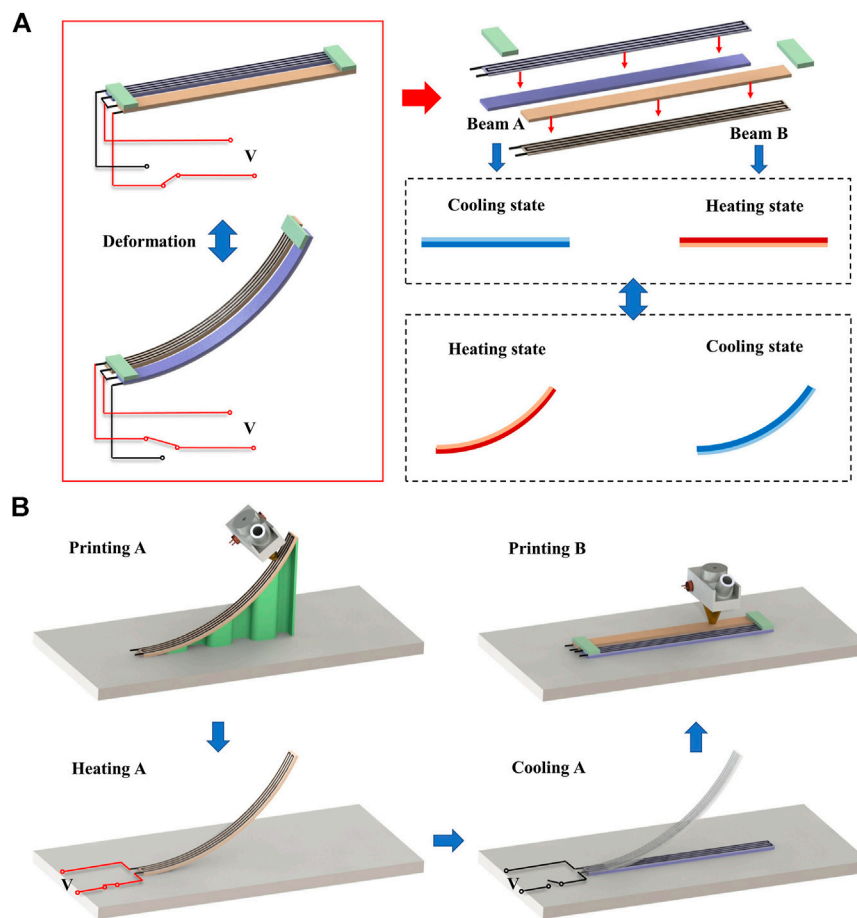 A
V
Beam A
Beam B
Cooling state
Heating state
Deformation
V
Heating state
Cooling state
B
Printing A
Printing B
Heating A
Cooling A
V
V